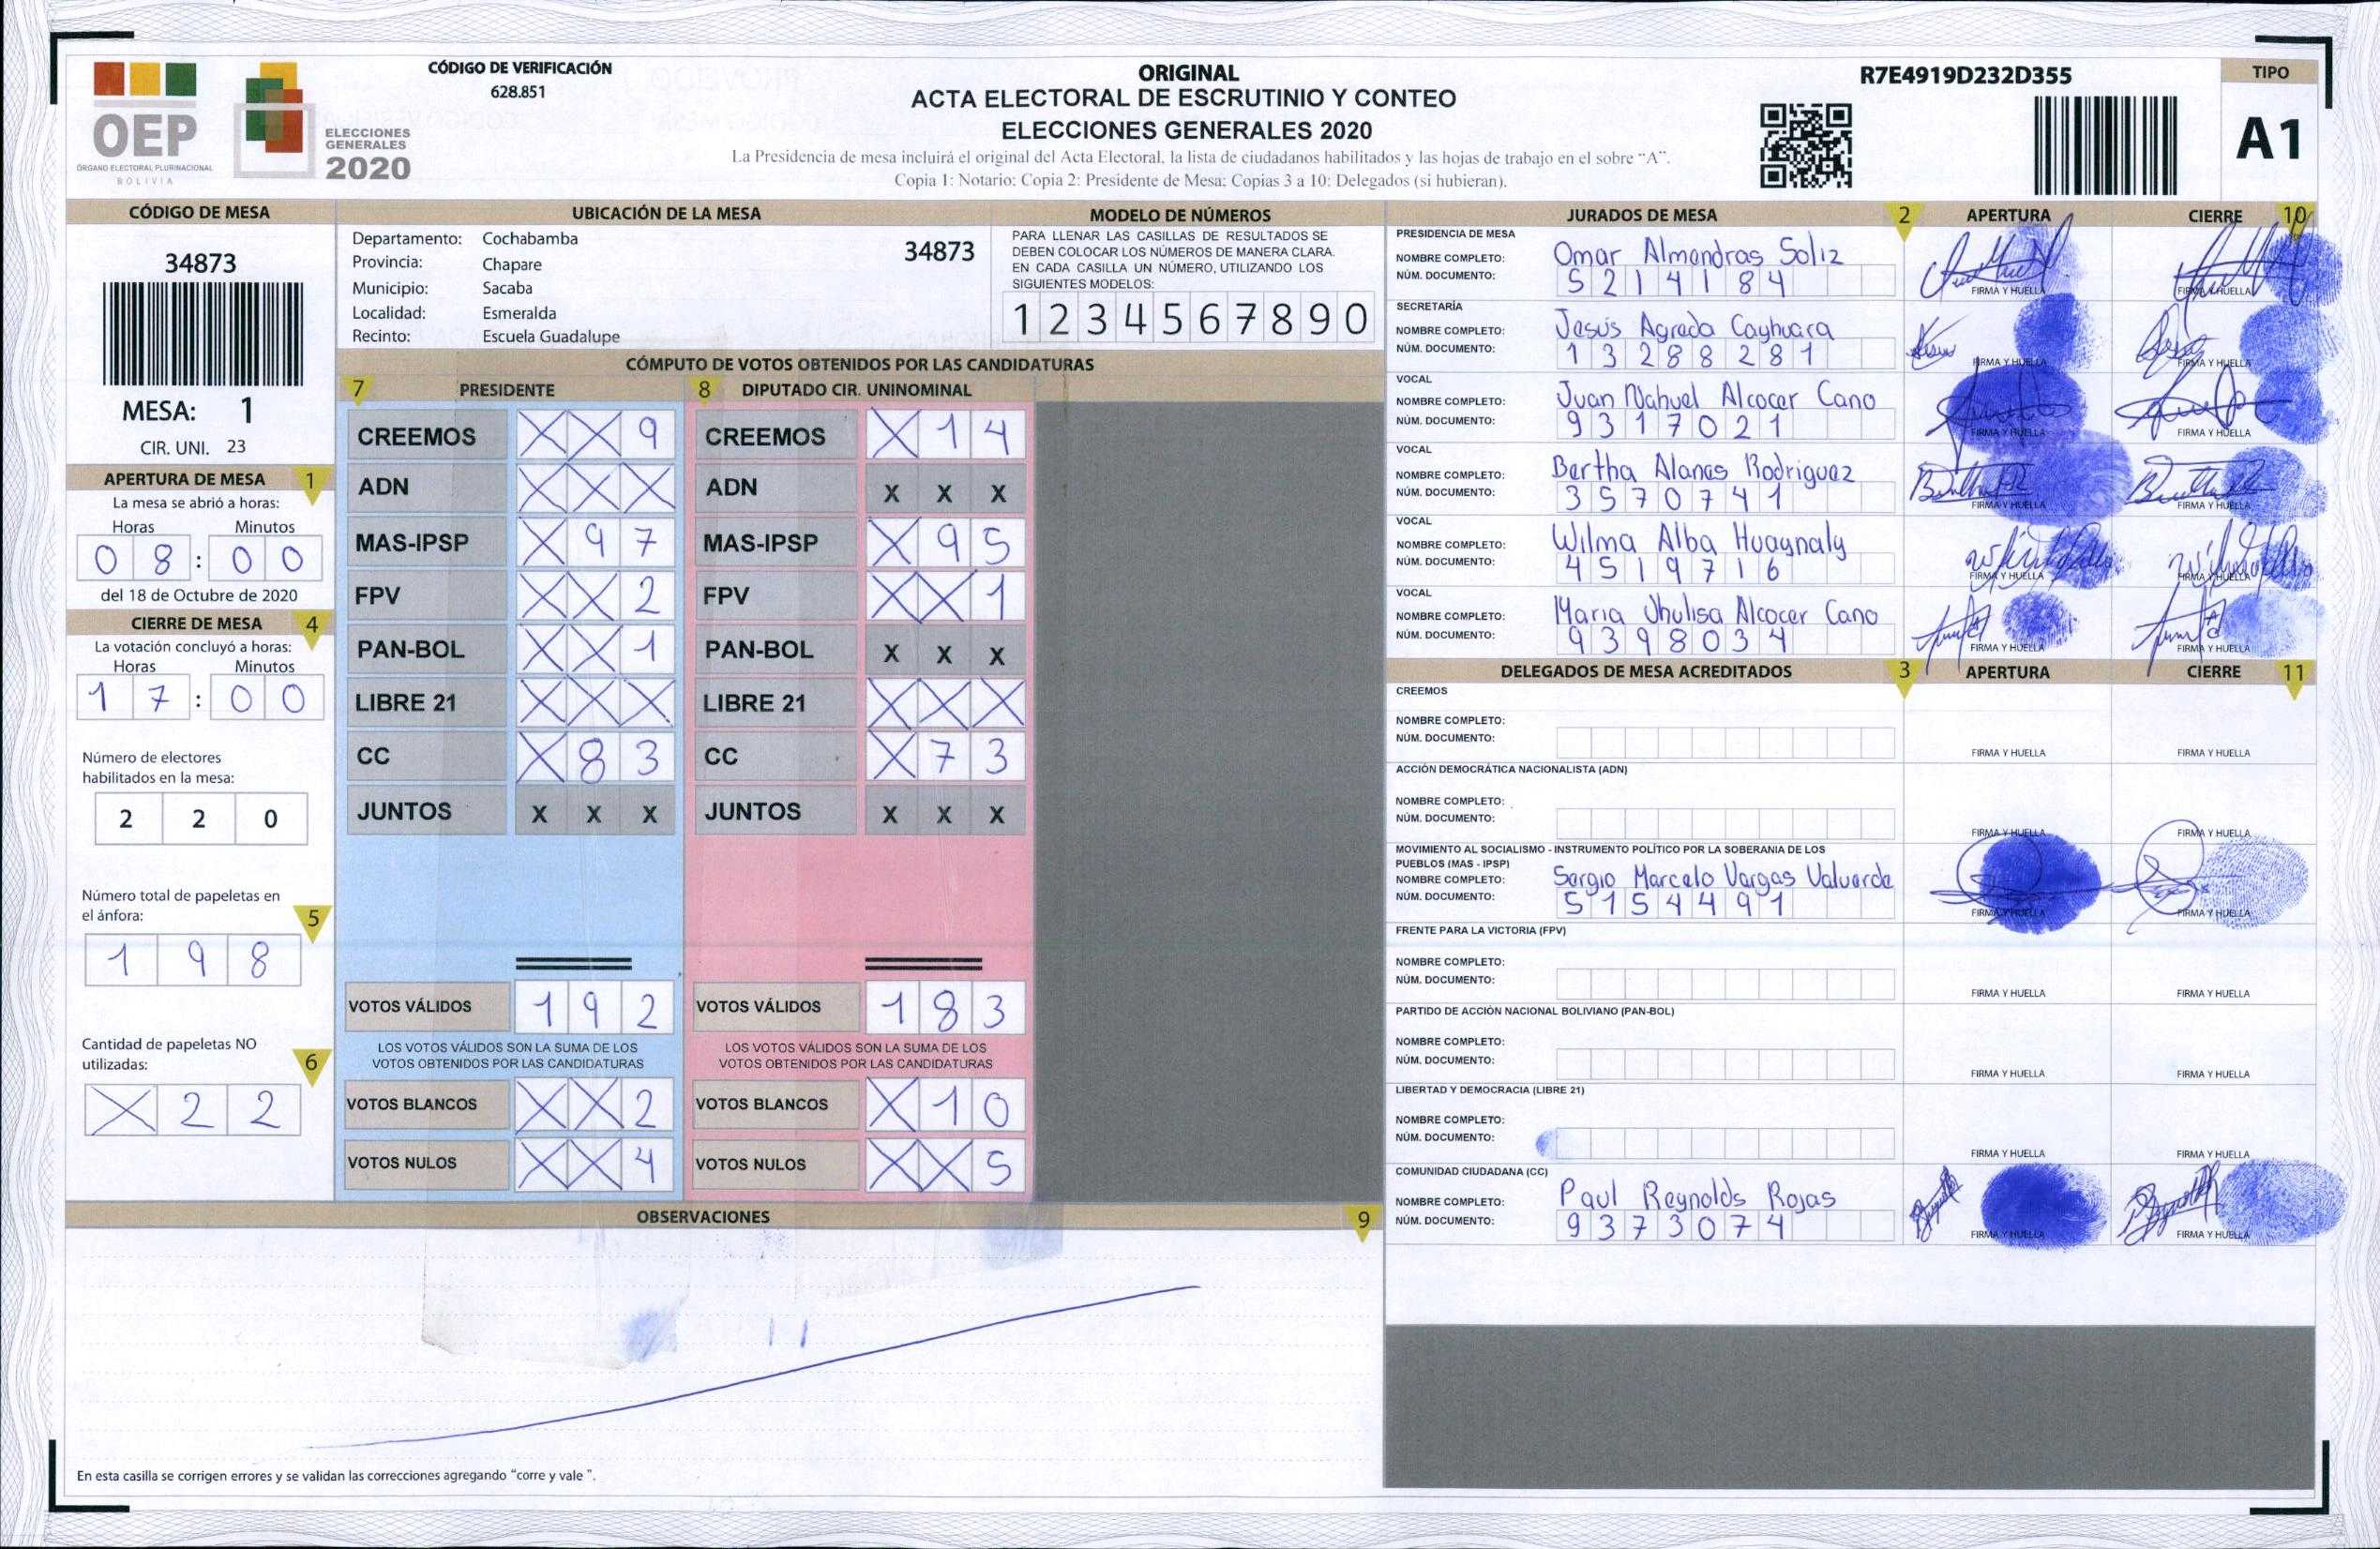 OEP
ÓRGANO ELECTORAL PLURINACIONAL
BOLIVIA
ELECCIONES
GENERALES
2020
CÓDIGO DE VERIFICACIÓN
628.851
ORIGINAL
ACTA ELECTORAL DE ESCRUTINIO Y CONTEO
ELECCIONES GENERALES 2020
La Presidencia de mesa incluirá el original del Acta Electoral, la lista de ciudadanos habilitados y las hojas de trabajo en el sobre "A".
Copia 1: Notario; Copia 2: Presidente de Mesa; Copias 3 a 10: Delegados (si hubieran).
R7E4919D232D355
TIPO
A1
CÓDIGO DE MESA
34873
MESA: 1
CIR. UNI. 23
APERTURA DE MESA 1
La mesa se abrió a horas:
Horas Minutos
0 8 : 0 0
del 18 de Octubre de 2020
CIERRE DE MESA 4
La votación concluyó a horas:
Horas Minutos
1 7 : 0 0
Número de electores
habilitados en la mesa:
2 2 0
Número total de papeletas en
el ánfora: 5
1 9 8
Cantidad de papeletas NO
utilizadas: 6
X 2 2
UBICACIÓN DE LA MESA
Departamento: Cochabamba
Provincia: Chapare
Municipio: Sacaba
Localidad: Esmeralda
Recinto: Escuela Guadalupe
34873
MODELO DE NÚMEROS
PARA LLENAR LAS CASILLAS DE RESULTADOS SE
DEBEN COLOCAR LOS NÚMEROS DE MANERA CLARA.
EN CADA CASILLA UN NÚMERO, UTILIZANDO LOS
SIGUIENTES MODELOS:
1 2 3 4 5 6 7 8 9 0
CÓMPUTO DE VOTOS OBTENIDOS POR LAS CANDIDATURAS
7 PRESIDENTE 8 DIPUTADO CIR. UNINOMINAL
CREEMOS X X 9 CREEMOS X 1 4
ADN X X X ADN X X X
MAS-IPSP X 9 7 MAS-IPSP X 9 5
FPV X X 2 FPV X X 1
PAN-BOL X X 1 PAN-BOL X X X
LIBRE 21 X X X LIBRE 21 X X X
CC X 8 3 CC X 7 3
JUNTOS X X X JUNTOS X X X
VOTOS VÁLIDOS 1 9 2 VOTOS VÁLIDOS 1 8 3
LOS VOTOS VÁLIDOS SON LA SUMA DE LOS LOS VOTOS VÁLIDOS SON LA SUMA DE LOS
VOTOS OBTENIDOS POR LAS CANDIDATURAS VOTOS OBTENIDOS POR LAS CANDIDATURAS
VOTOS BLANCOS X X 2 VOTOS BLANCOS X 1 0
VOTOS NULOS X X 4 VOTOS NULOS X X 5
OBSERVACIONES 9
En esta casilla se corrigen errores y se validan las correcciones agregando "corre y vale ".
JURADOS DE MESA 2 APERTURA CIERRE 10
PRESIDENCIA DE MESA
NOMBRE COMPLETO: Omar Almendras Soliz
NÚM. DOCUMENTO: 5 2 1 4 1 8 4 FIRMA Y HUELLA FIRMA Y HUELLA
SECRETARÍA
NOMBRE COMPLETO: Jesús Agreda Cayhuara
NÚM. DOCUMENTO: 1 3 2 8 8 2 8 1 FIRMA Y HUELLA FIRMA Y HUELLA
VOCAL
NOMBRE COMPLETO: Juan Nahuel Alcocer Cano
NÚM. DOCUMENTO: 9 3 1 7 0 2 1 FIRMA Y HUELLA FIRMA Y HUELLA
VOCAL
NOMBRE COMPLETO: Bertha Alanes Rodriguez
NÚM. DOCUMENTO: 3 5 7 0 7 4 1 FIRMA Y HUELLA FIRMA Y HUELLA
VOCAL
NOMBRE COMPLETO: Wilma Alba Huaynaly
NÚM. DOCUMENTO: 4 5 1 9 7 1 6 FIRMA Y HUELLA FIRMA Y HUELLA
VOCAL
NOMBRE COMPLETO: Maria Jhulisa Alcocer Cano
NÚM. DOCUMENTO: 9 3 9 8 0 3 4 FIRMA Y HUELLA FIRMA Y HUELLA
DELEGADOS DE MESA ACREDITADOS 3 APERTURA CIERRE 11
CREEMOS
NOMBRE COMPLETO:
NÚM. DOCUMENTO: FIRMA Y HUELLA FIRMA Y HUELLA
ACCIÓN DEMOCRÁTICA NACIONALISTA (ADN)
NOMBRE COMPLETO:
NÚM. DOCUMENTO: FIRMA Y HUELLA FIRMA Y HUELLA
MOVIMIENTO AL SOCIALISMO - INSTRUMENTO POLÍTICO POR LA SOBERANIA DE LOS
PUEBLOS (MAS - IPSP)
NOMBRE COMPLETO: Sergio Marcelo Vargas Valverde
NÚM. DOCUMENTO: 5 1 5 4 4 9 1 FIRMA Y HUELLA FIRMA Y HUELLA
FRENTE PARA LA VICTORIA (FPV)
NOMBRE COMPLETO:
NÚM. DOCUMENTO: FIRMA Y HUELLA FIRMA Y HUELLA
PARTIDO DE ACCIÓN NACIONAL BOLIVIANO (PAN-BOL)
NOMBRE COMPLETO:
NÚM. DOCUMENTO: FIRMA Y HUELLA FIRMA Y HUELLA
LIBERTAD Y DEMOCRACIA (LIBRE 21)
NOMBRE COMPLETO:
NÚM. DOCUMENTO: FIRMA Y HUELLA FIRMA Y HUELLA
COMUNIDAD CIUDADANA (CC)
NOMBRE COMPLETO: Paul Reynolds Rojas
NÚM. DOCUMENTO: 9 3 7 3 0 7 4 FIRMA Y HUELLA FIRMA Y HUELLA